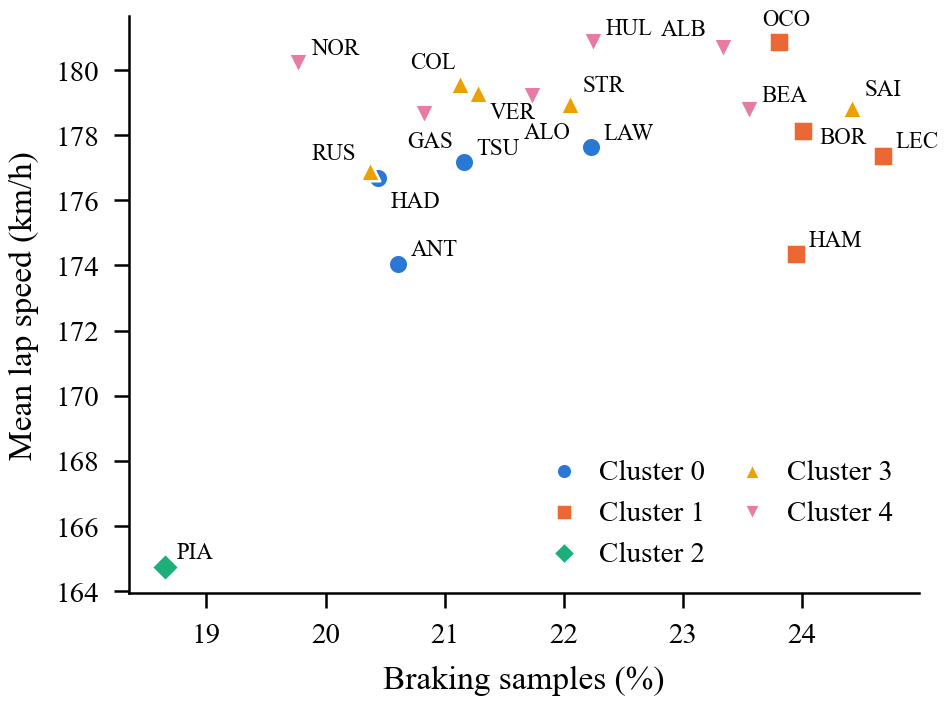 OCO
HUL
ALB
NOR
COL
STR
BEA
SAI
VER
ALO
LAW
GAS
TSU
BOR
LEC
RUS
HAD
ANT
HAM
PIA
180
178
176
174
172
170
168
166
164
Mean lap speed (km/h)
Cluster 0
Cluster 1
Cluster 2
Cluster 3
Cluster 4
19
20
21
22
23
24
Braking samples (%)